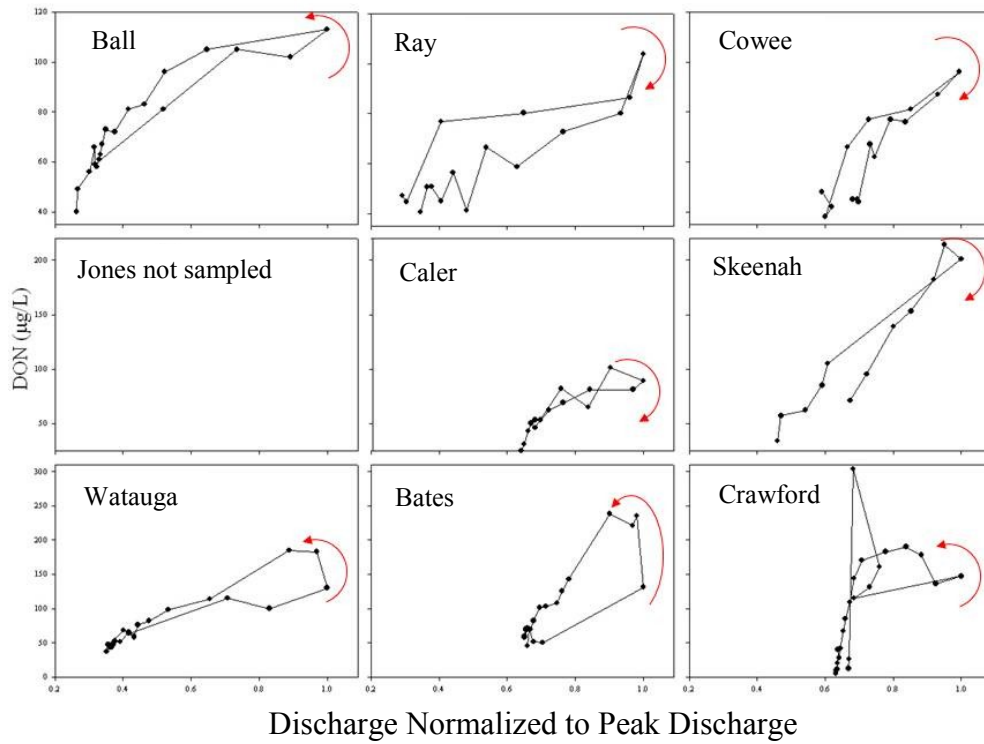 Ball
Ray
Cowee
120
100
80
60
40
Jones not sampled
Caler
Skeenah
200
150
100
50
DON (µg/L)
Watauga
Bates
Crawford
300
250
200
150
100
50
0
0.2 0.4 0.6 0.8 1.0 0.2 0.4 0.6 0.8 1.0 0.2 0.4 0.6 0.8 1.0
Discharge Normalized to Peak Discharge